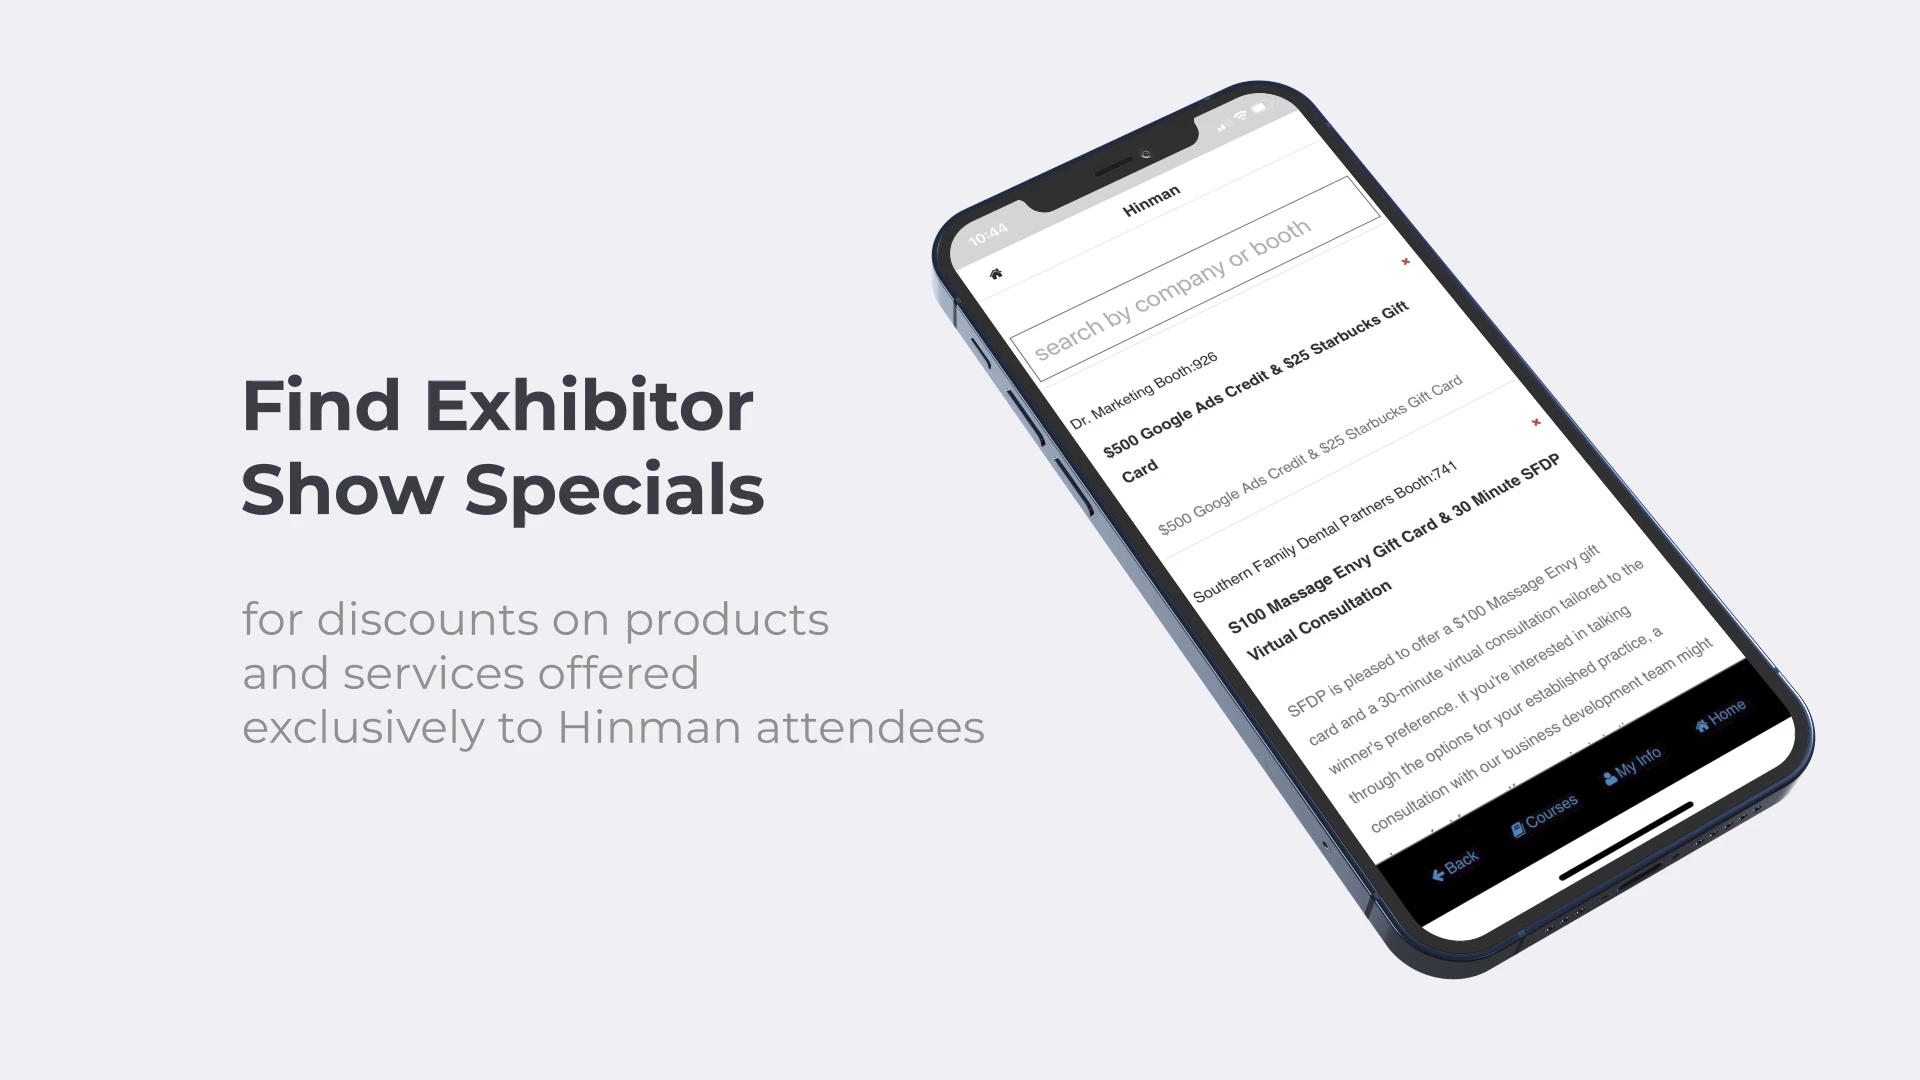 Find Exhibitor
Show Specials
for discounts on products
and services offered
exclusively to Hinman attendees
10:44
Hinman
search by company or booth
Dr. Marketing Booth:926
$500 Google Ads Credit & $25 Starbucks Gift
Card
$500 Google Ads Credit & $25 Starbucks Gift Card
Southern Family Dental Partners Booth:741
S100 Massage Envy Gift Card & 30 Minute SFDP
Virtual Consultation
SFDP is pleased to offer a $100 Massage Envy gift
card and a 30-minute virtual consultation tailored to the
winner's preference. If you're interested in talking
through the options for your established practice, a
consultation with our business development team might
Back
Courses
My Info
Home